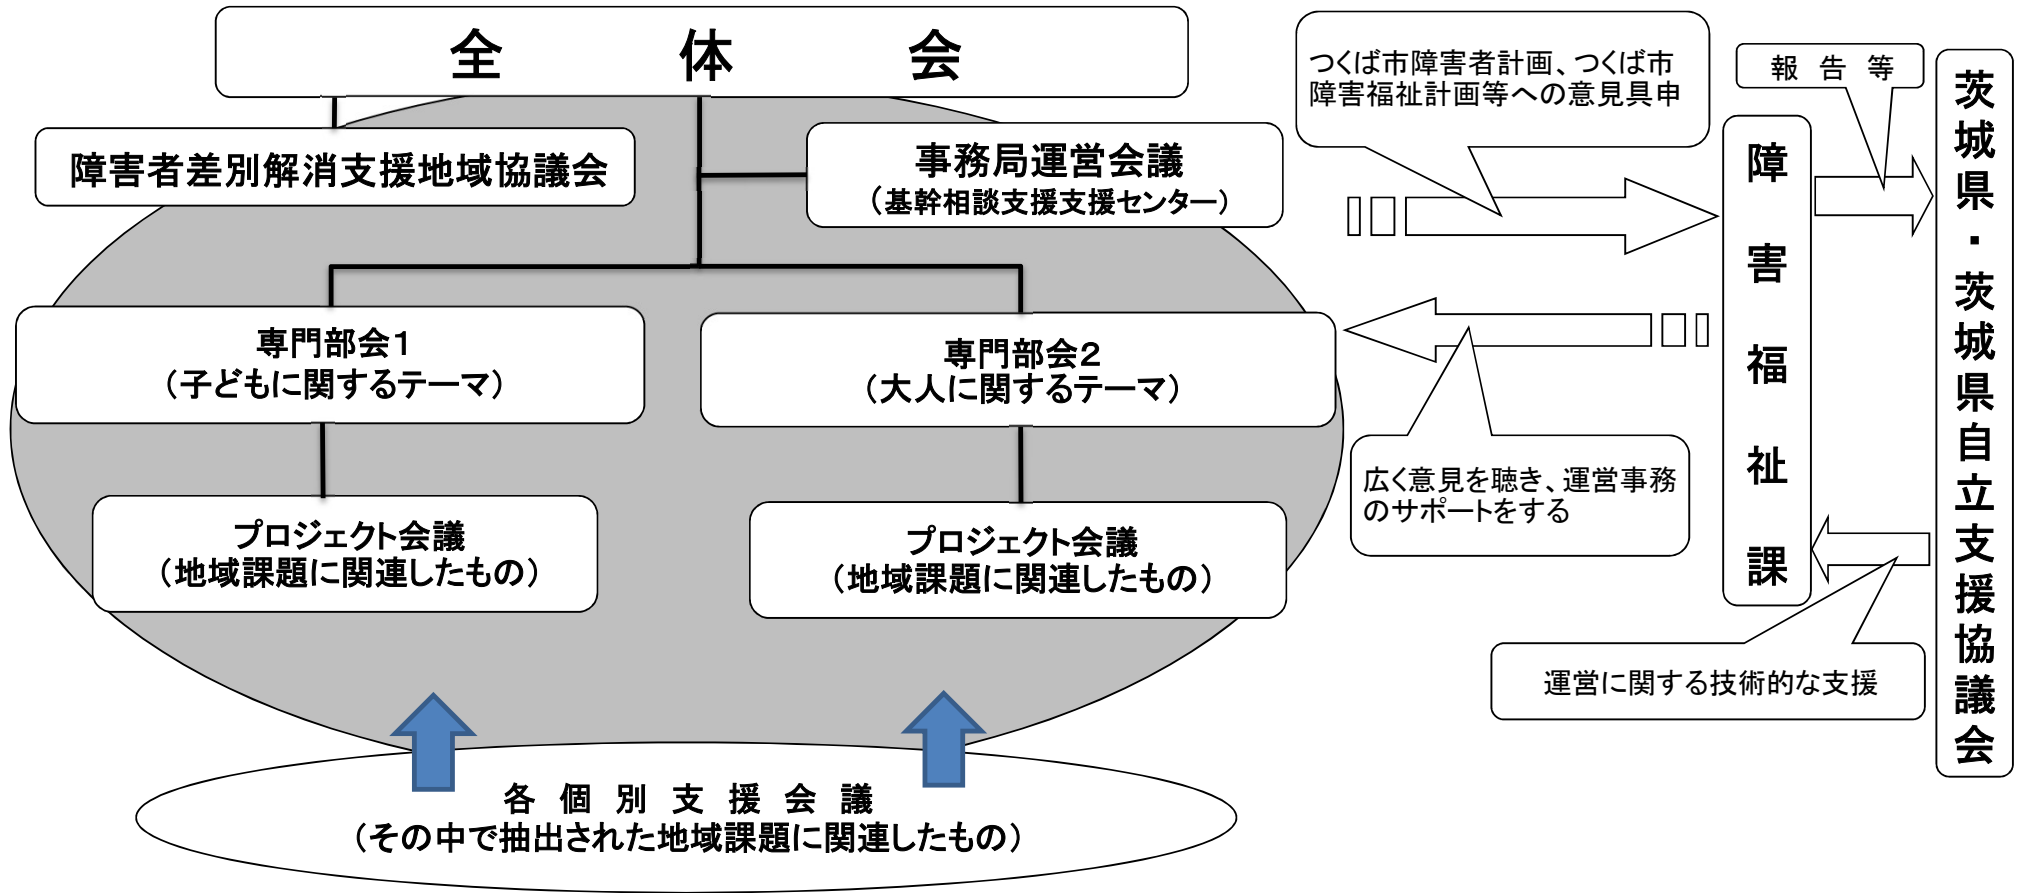 全体会
障害者差別解消支援地域協議会
事務局運営会議
（基幹相談支援支援センター）
専門部会１
（子どもに関するテーマ）
専門部会２
（大人に関するテーマ）
プロジェクト会議
（地域課題に関連したもの）
プロジェクト会議
（地域課題に関連したもの）
各個別支援会議
（その中で抽出された地域課題に関連したもの）
つくば市障害者計画、つくば市
障害福祉計画等への意見具申
広く意見を聴き、運営事務
のサポートをする
障害福祉課
報告等
運営に関する技術的な支援
茨城県・茨城県自立支援協議会